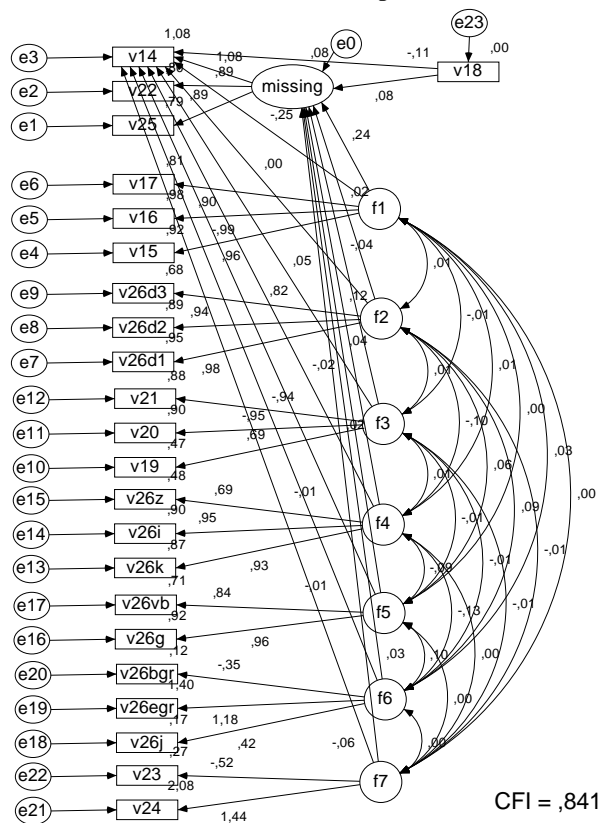 1,08
e0
e23
e3
v14
1,08
,08
-,11
,00
,80
,89
v18
e2
v22
missing
,08
,79
,89
e1
v25
-,25
,24
,81
,00
e6
v17
,98
,90
,02
f1
e5
v16
,92
-,99
-,04
e4
v15
,96
,05
,01
,68
e9
v26d3
,82
,12
,89
,94
f2
-,01
e8
v26d2
,95
,04
e7
v26d1
,98
-,02
,01
,01
,88
e12
v21
-,94
,00
,90
-,95
,02
f3
-,10
e11
v20
,69
,47
,03
e10
v19
,01
,06
,48
e15
v26z
,69
-,01
,00
,90
,09
e14
v26i
,95
f4
-,01
,87
e13
v26k
,93
-,01
-,01
,71
-,09
e17
v26vb
,84
-,01
,92
f5
-,13
e16
v26g
,96
,12
,03
,10
,00
e20
v26bgr
-,35
1,40
f6
,00
e19
v26egr
,17
1,18
e18
v26j
,42
-,06
,00
,27
-,52
e22
v23
f7
2,08
CFI = ,841
e21
v24
1,44